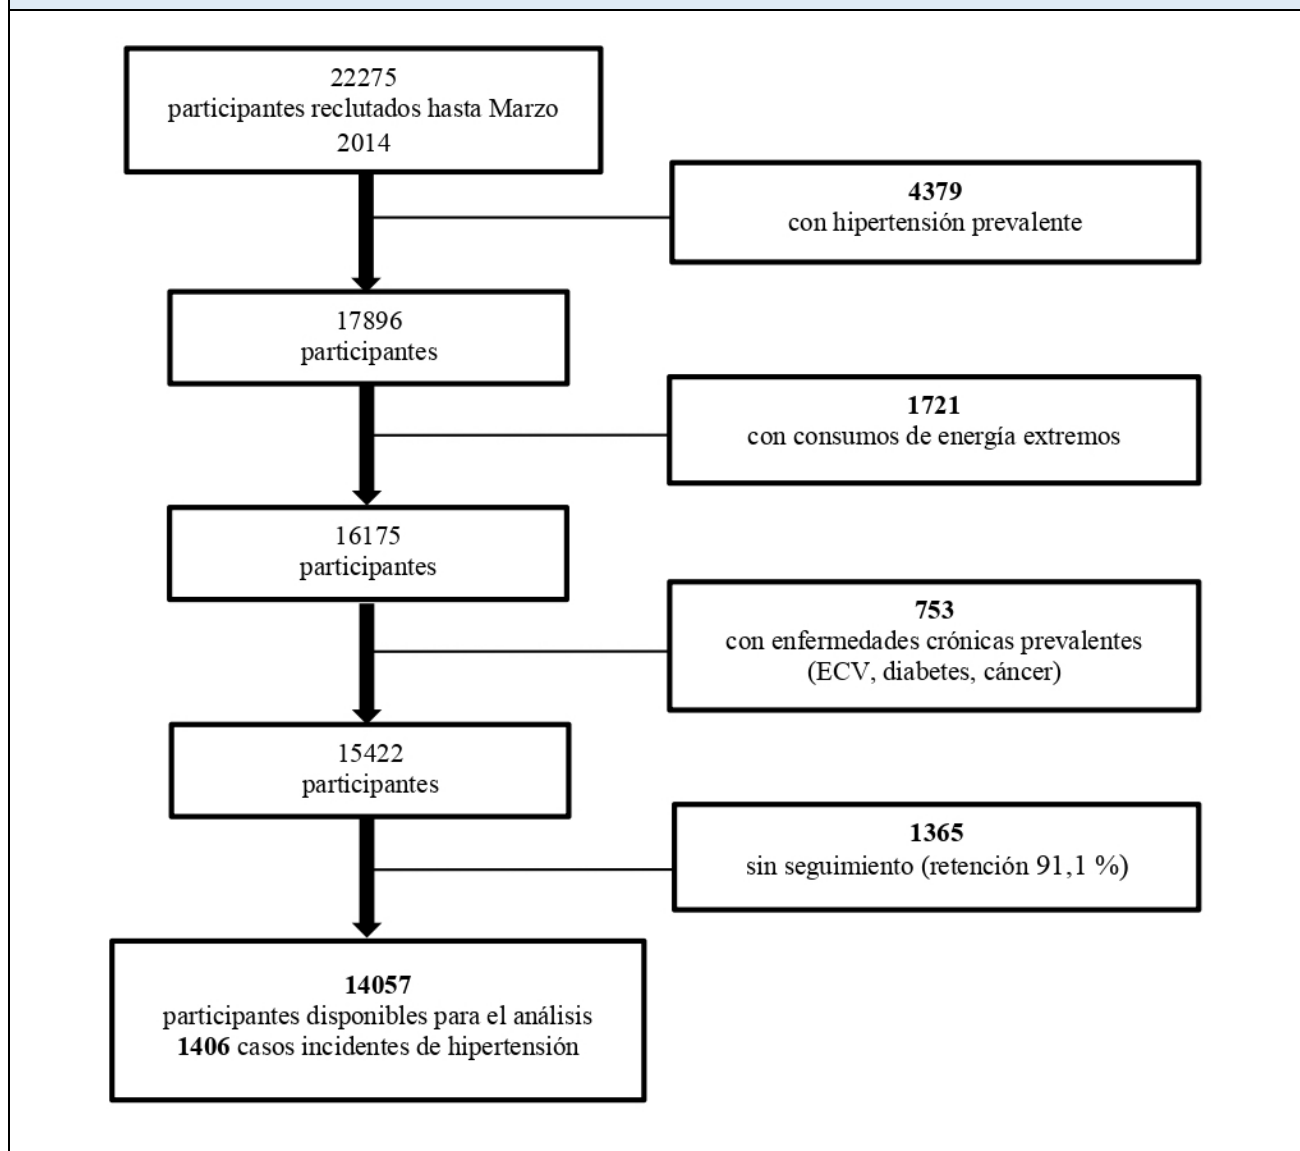 22275
participantes reclutados hasta Marzo
2014
4379
con hipertensión prevalente
17896
participantes
1721
con consumos de energía extremos
16175
participantes
753
con enfermedades crónicas prevalentes
(ECV, diabetes, cáncer)
15422
participantes
1365
sin seguimiento (retención 91,1 %)
14057
participantes disponibles para el análisis
1406 casos incidentes de hipertensión